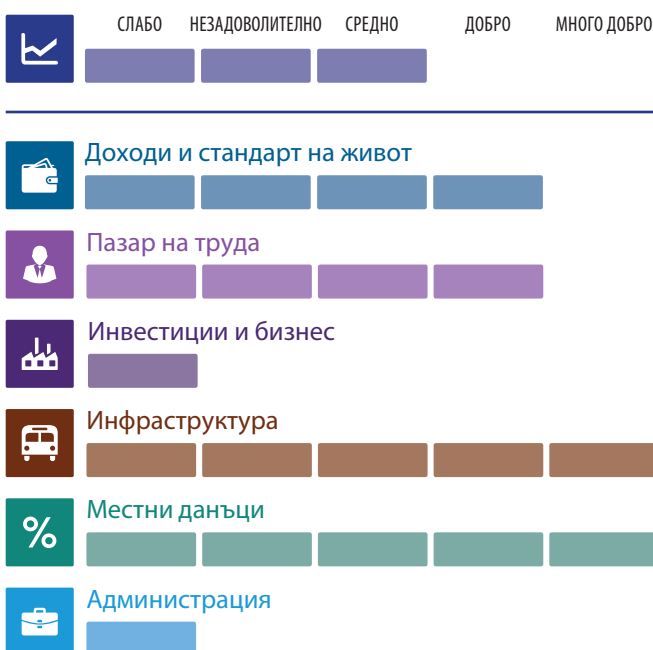 СЛАБО НЕЗАДОВОЛИТЕЛНО СРЕДНО ДОБРО МНОГО ДОБРО
Доходи и стандарт на живот
Пазар на труда
Инвестиции и бизнес
Инфраструктура
% Местни данъци
Администрация